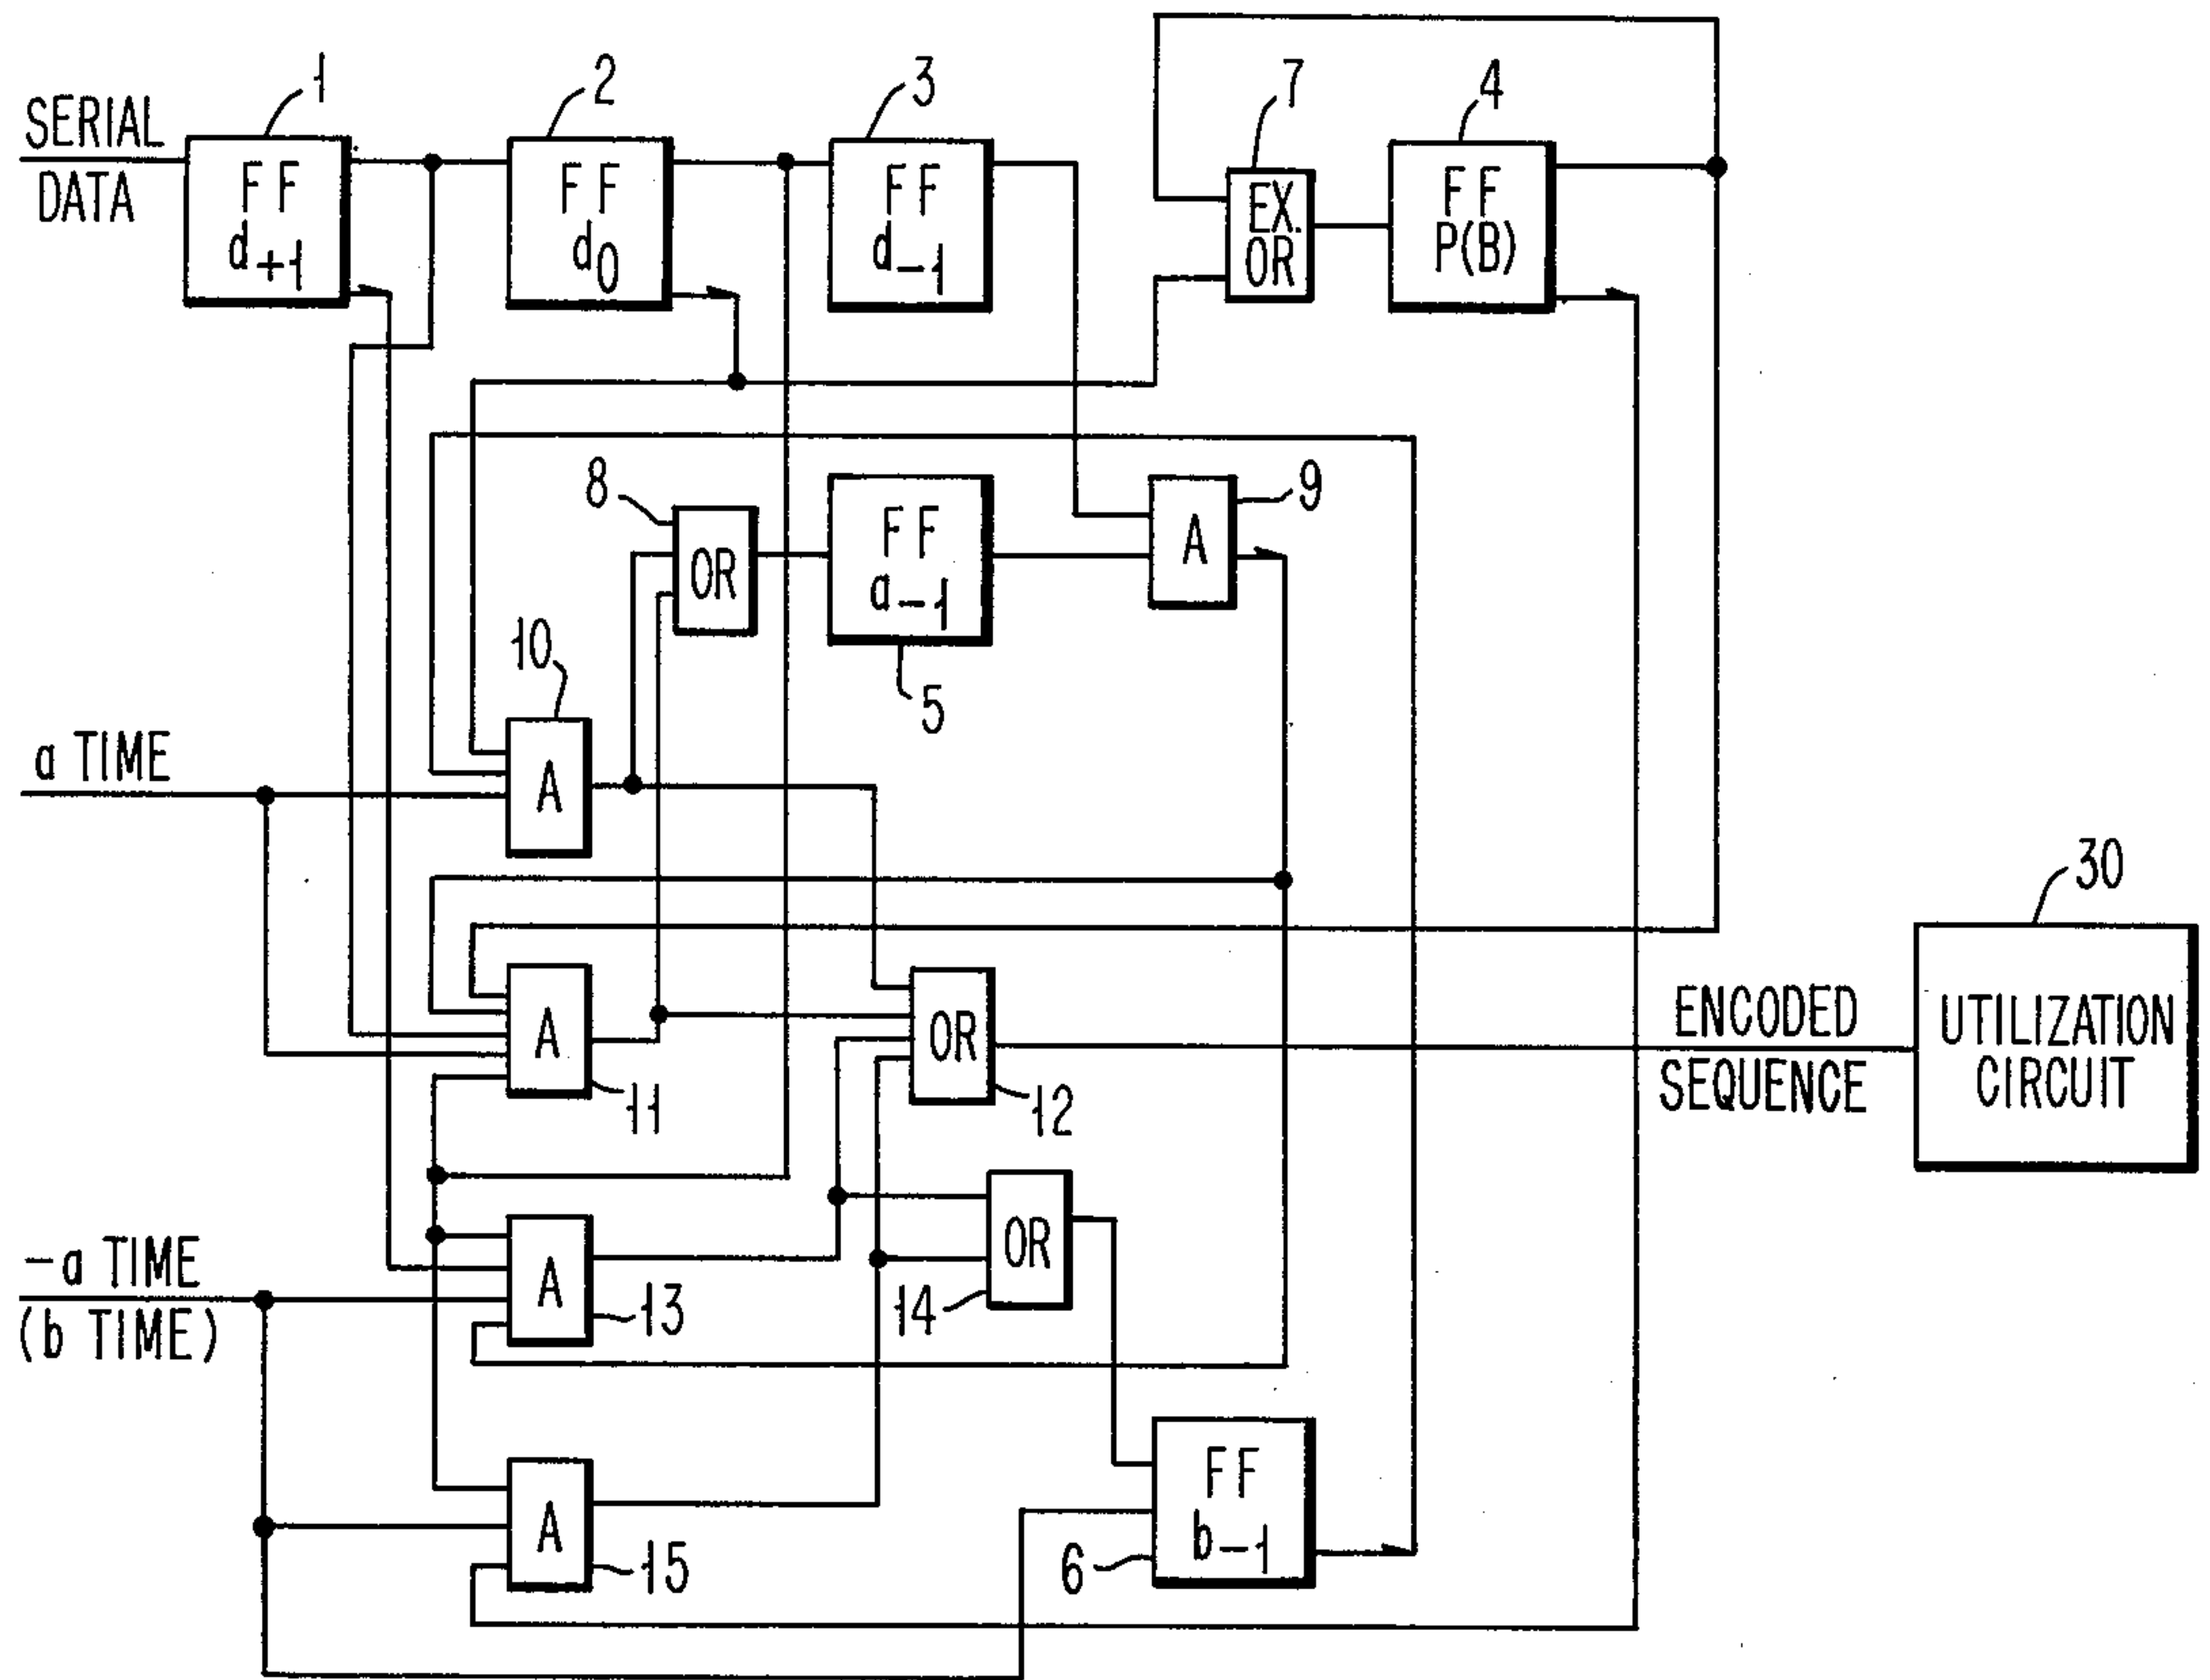 1
2
3
7
4
SERIAL
DATA
FF
d+1
FF
d0
FF
d-1
EX.
OR
FF
P(B)
8
OR
FF
a-1
5
A
9
10
a TIME
A
30
A
11
OR
12
ENCODED
SEQUENCE
UTILIZATION
CIRCUIT
-a TIME
(b TIME)
A
13
OR
14
A
15
FF
b-1
6